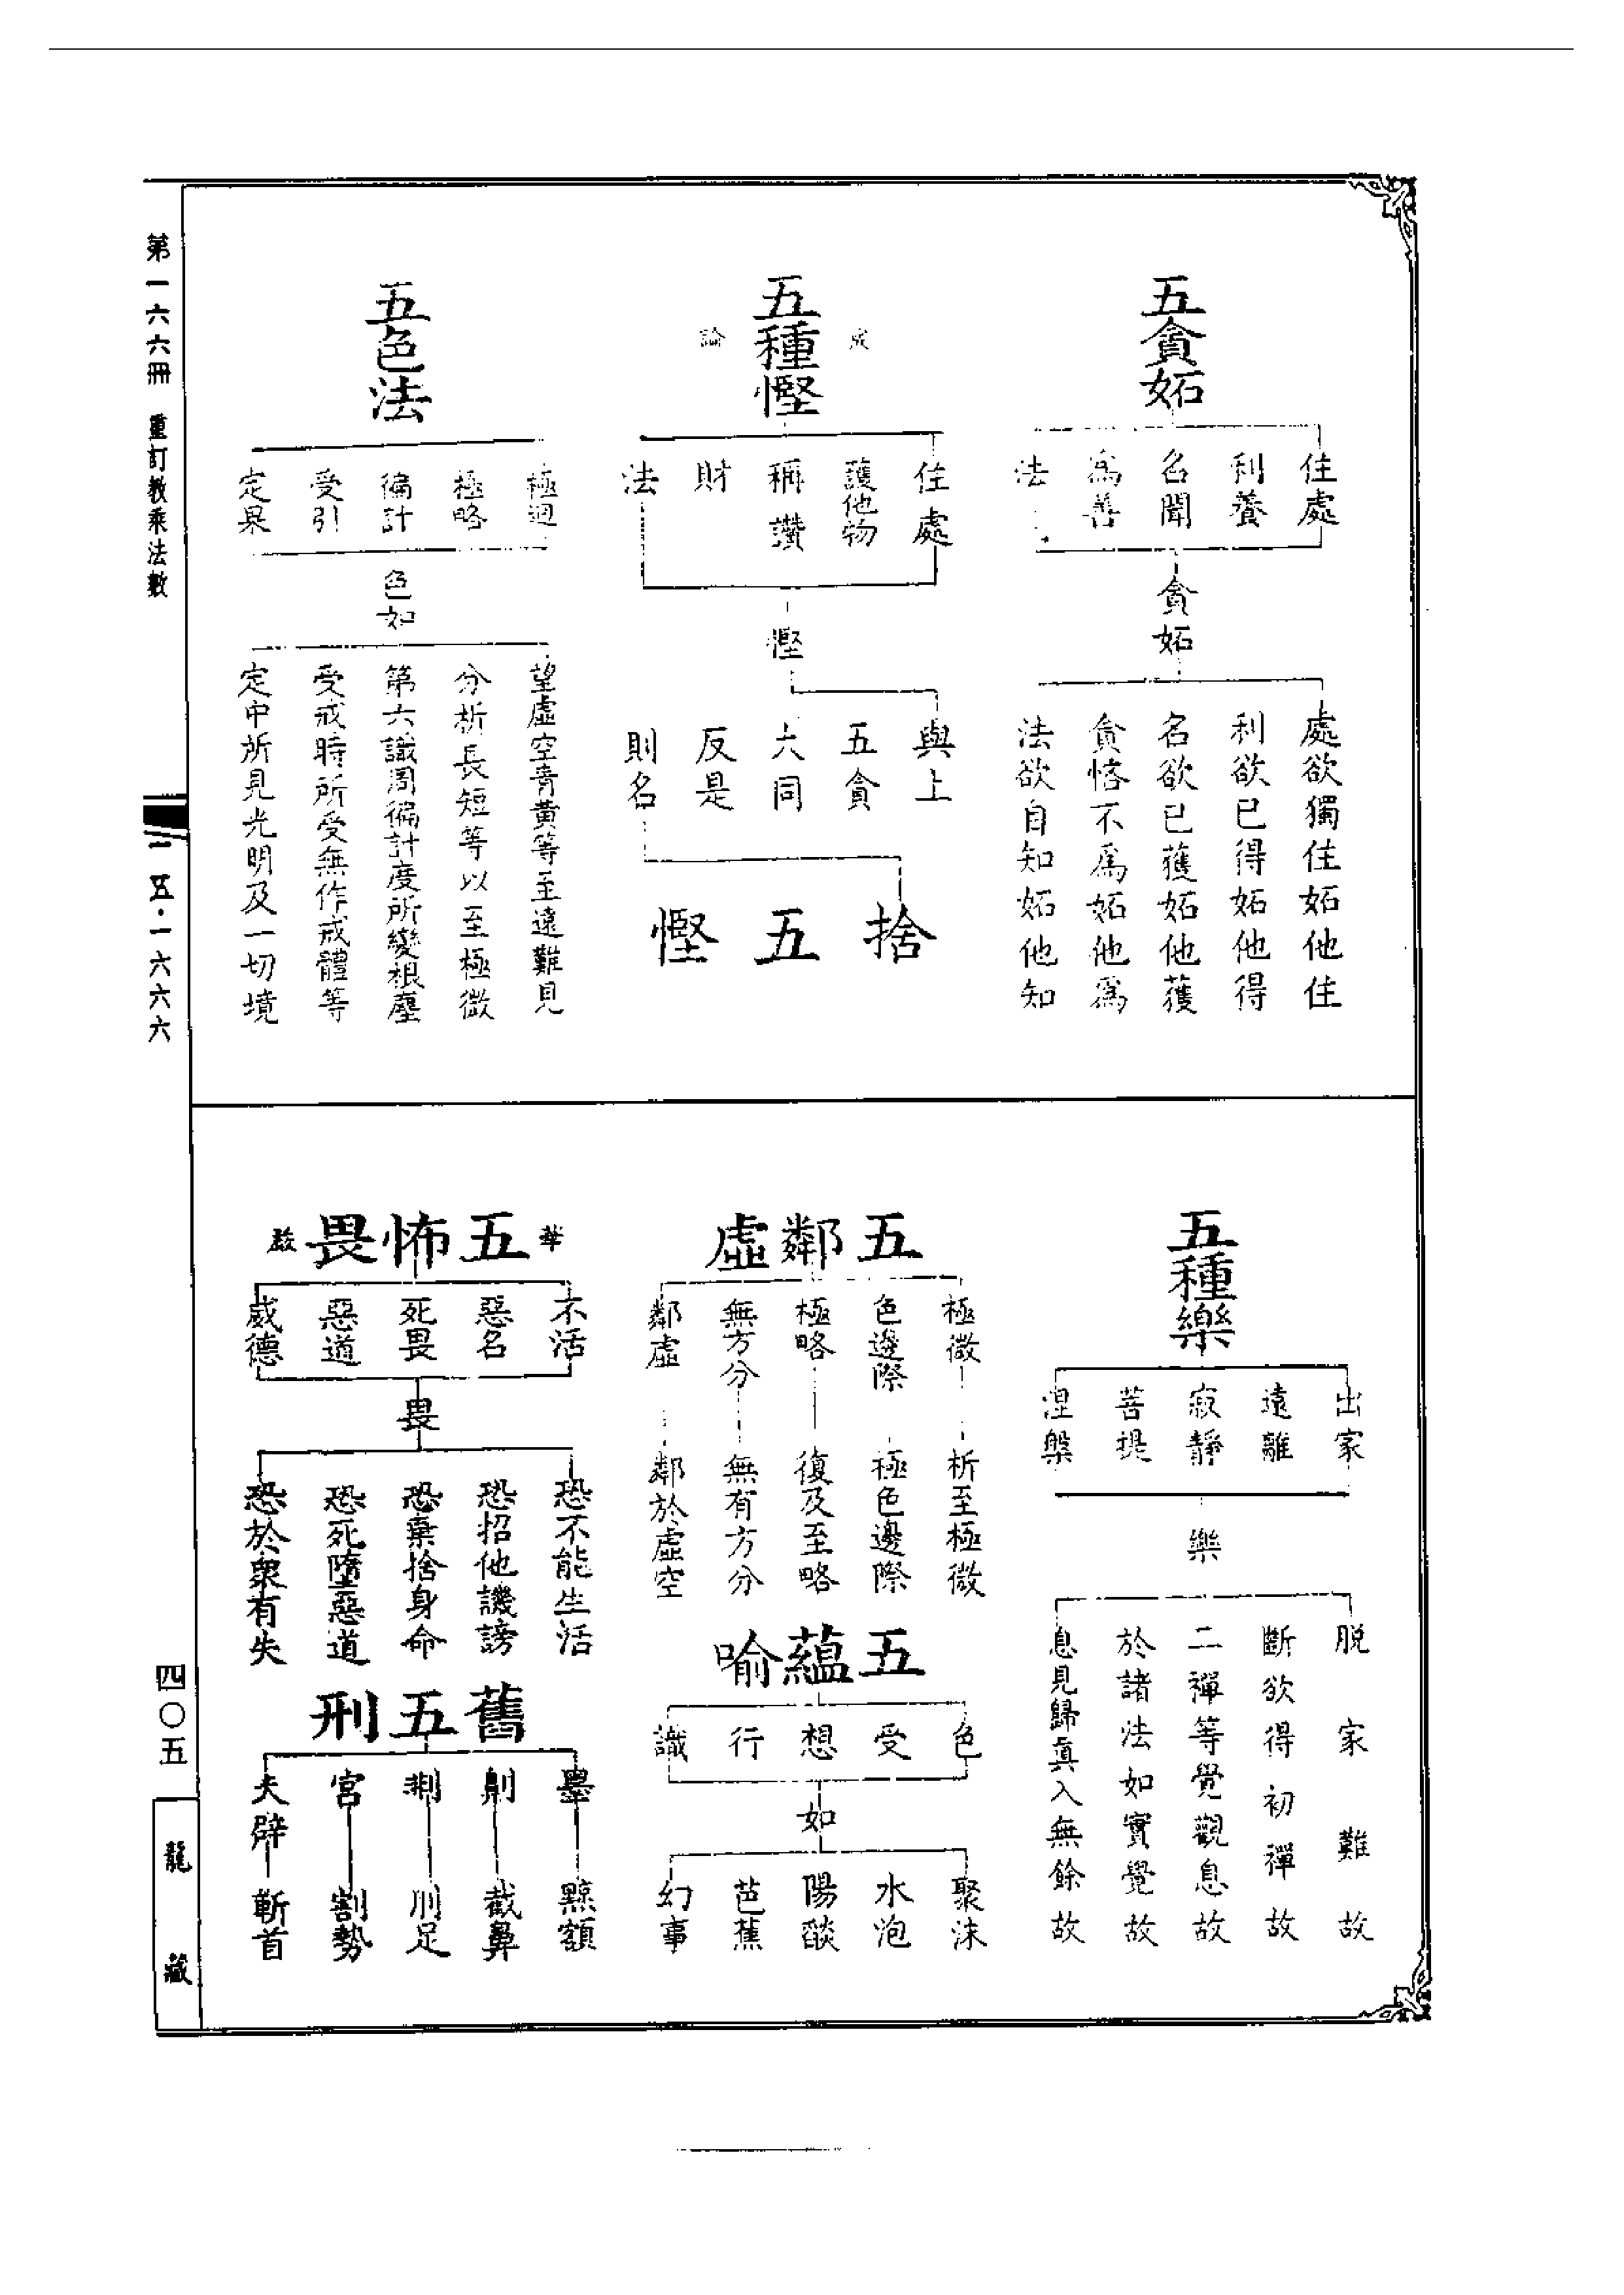 五貪妬
住處
利養
名聞
為善
法
貪妬
處欲獨住妬他住
利欲已得妬他得
名欲已獲妬他獲
貪悋不為妬他為
法欲自知妬他知
成論
五種慳
住處
護他物
稱讚
財
法
慳
與上
五貪
大同
反是
則名
捨五慳
五色法
極迥
極略
徧計
受引
定果
色如
望虛空青黃等至遠難見
分析長短等以至極微
第六識周徧計度所變根塵
受戒時所受無作戒體等
定中所見光明及一切境
五種樂
出家
遠離
寂靜
菩提
涅槃
樂
脱家難故
斷欲得初禪故
二禪等覺觀息故
於諸法如實覺故
息見歸真入無餘故
五鄰虛
極微 析至極微
色邊際 極色邊際
極略 復及至略
無方分 無有方分
鄰虛 鄰於虛空
五蘊喻
色
受
想
行
識
如
聚沫
水泡
陽燄
芭蕉
幻事
華
五怖畏
不活
惡名
死畏
惡道
威德
畏
恐不能生活
恐招他譏謗
恐棄捨身命
恐死墮惡道
恐於衆有失
舊五刑
墨 黥額
劓 截鼻
剕 刖足
宮 割勢
大辟 斬首
第一六六冊 重訂教乘法數
一五·一六六六
四〇五
龍藏